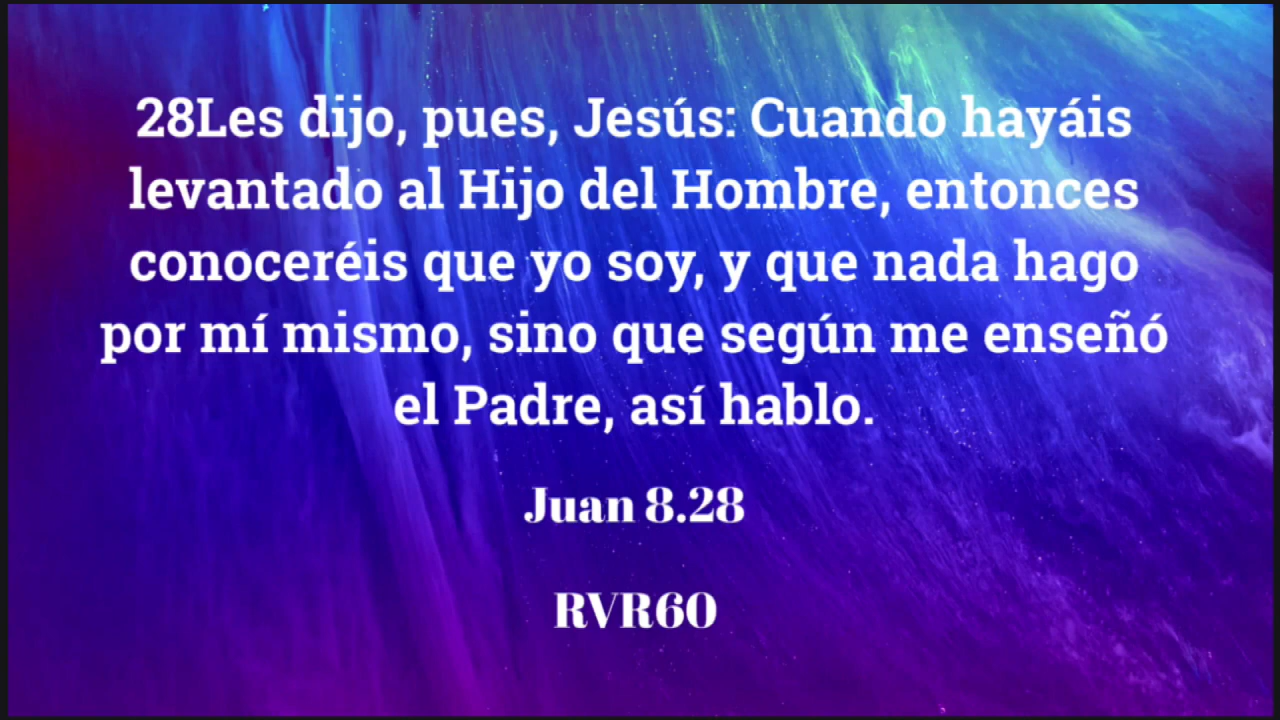 28Les dijo, pues, Jesús: Cuando hayáis
levantado al Hijo del Hombre, entonces
conoceréis que yo soy, y que nada hago
por mí mismo, sino que según me enseñó
el Padre, así hablo.
Juan 8.28
RVR60